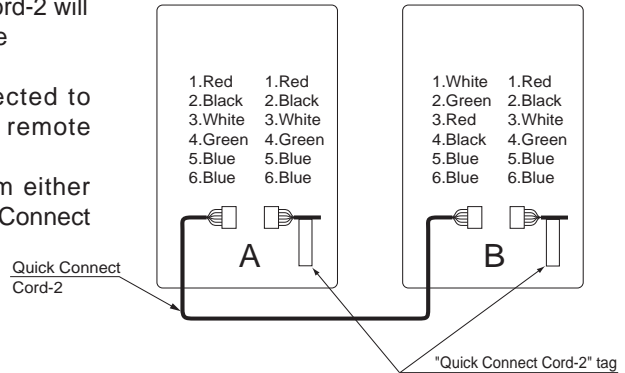 ord-2 will
e
ected to
remote
m either
Connect
1.Red 1.Red
2.Black 2.Black
3.White 3.White
4.Green 4.Green
5.Blue 5.Blue
6.Blue 6.Blue
A
1.White 1.Red
2.Green 2.Black
3.Red 3.White
4.Black 4.Green
5.Blue 5.Blue
6.Blue 6.Blue
B
Quick Connect
Cord-2
"Quick Connect Cord-2" tag